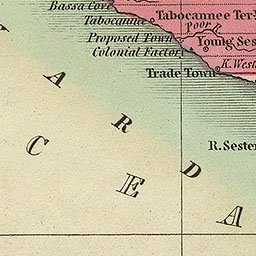 Bassa Cove
Tabocannee Tabocannee Ter
Poor R.
Proposed Town Young Ses
Colonial Factory
Trade Town K. West
R. Sester
A R D A
C E